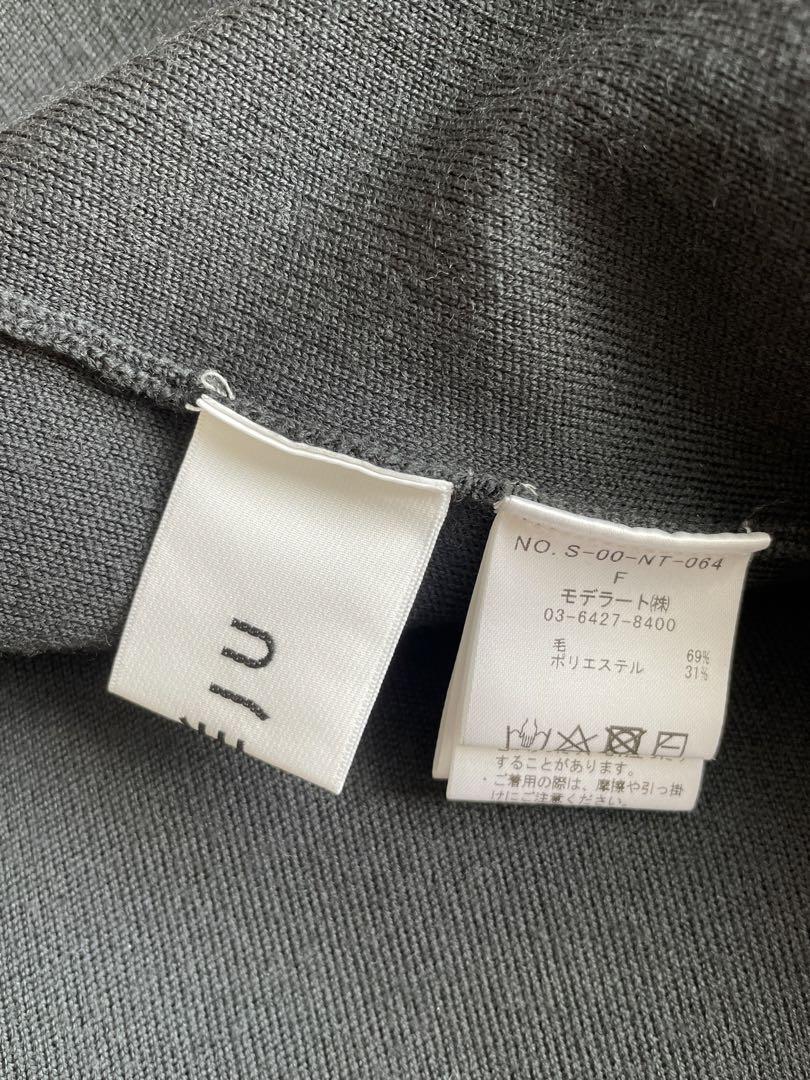 NO. S-00-NT-064
F
モデラート㈱
03-6427-8400
毛 69%
ポリエステル 31%
することがあります。
・ご着用の際は、摩擦や引っ掛
けにご注意ください。